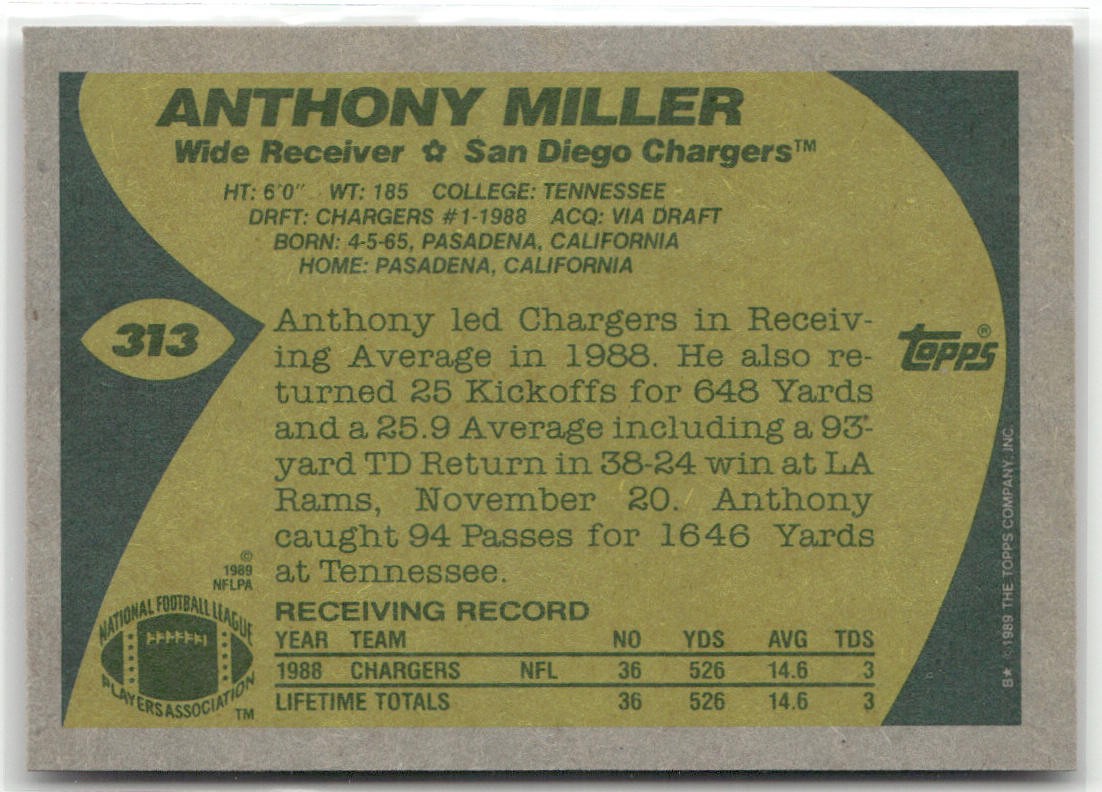 ANTHONY MILLER
Wide Receiver ✿ San Diego Chargers™
HT: 6'0" WT: 185 COLLEGE: TENNESSEE
DRFT: CHARGERS #1-1988 ACQ: VIA DRAFT
BORN: 4-5-65, PASADENA, CALIFORNIA
HOME: PASADENA, CALIFORNIA
313
Anthony led Chargers in Receiv-
ing Average in 1988. He also re-
turned 25 Kickoffs for 648 Yards
and a 25.9 Average including a 93-
yard TD Return in 38-24 win at LA
Rams, November 20. Anthony
caught 94 Passes for 1646 Yards
at Tennessee.
topps®
©
1989
NFLPA
NATIONAL FOOTBALL LEAGUE
PLAYERS ASSOCIATION
TM
RECEIVING RECORD
YEAR TEAM NO YDS AVG TDS
1988 CHARGERS NFL 36 526 14.6 3
LIFETIME TOTALS 36 526 14.6 3
B★ ©1989 THE TOPPS COMPANY, INC.